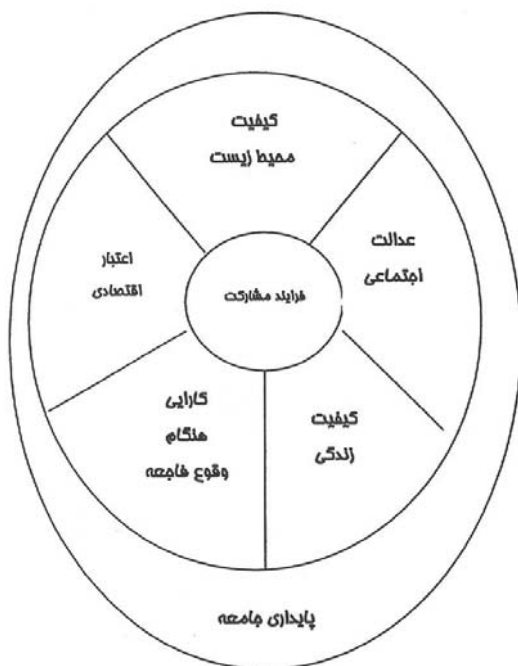 کیفیت
محیط زیست
عدالت
اجتماعی
اعتبار
اقتصادی
فرایند مشارکت
کارایی
هنگام
وقوع فاجعه
کیفیت
زندگی
پایداری جامعه